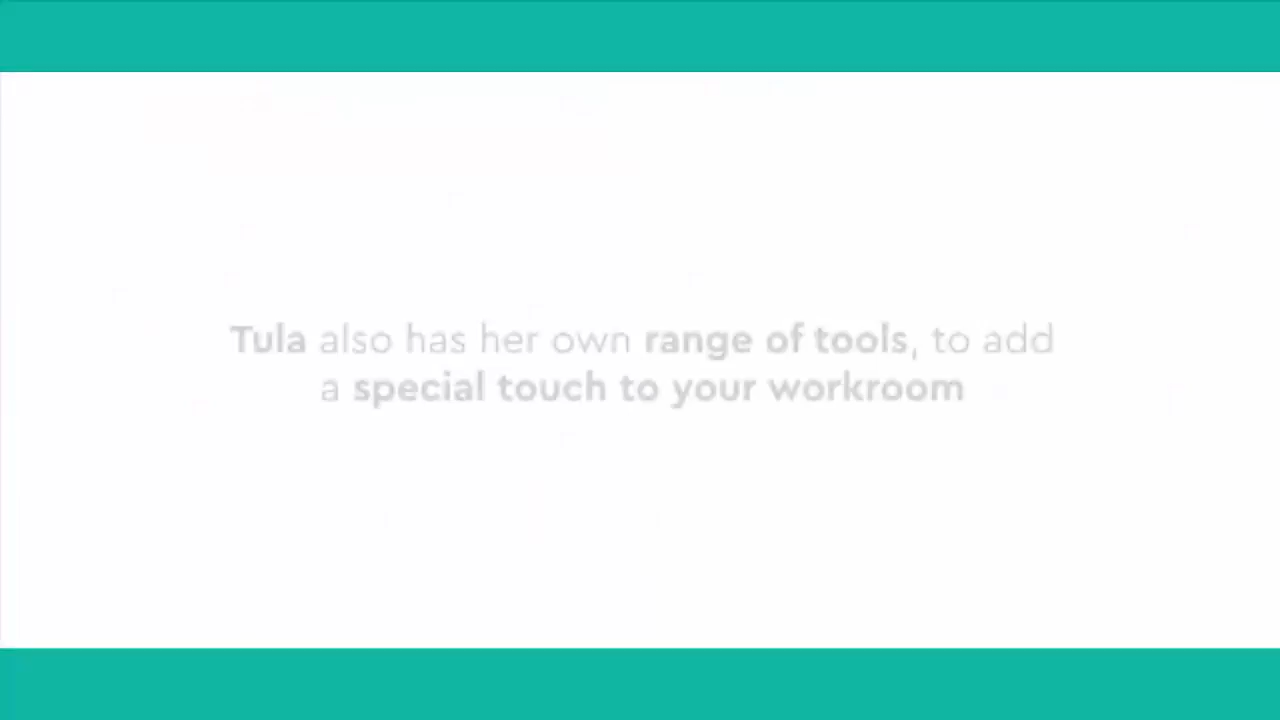 Tula also has her own range of tools, to add
a special touch to your workroom